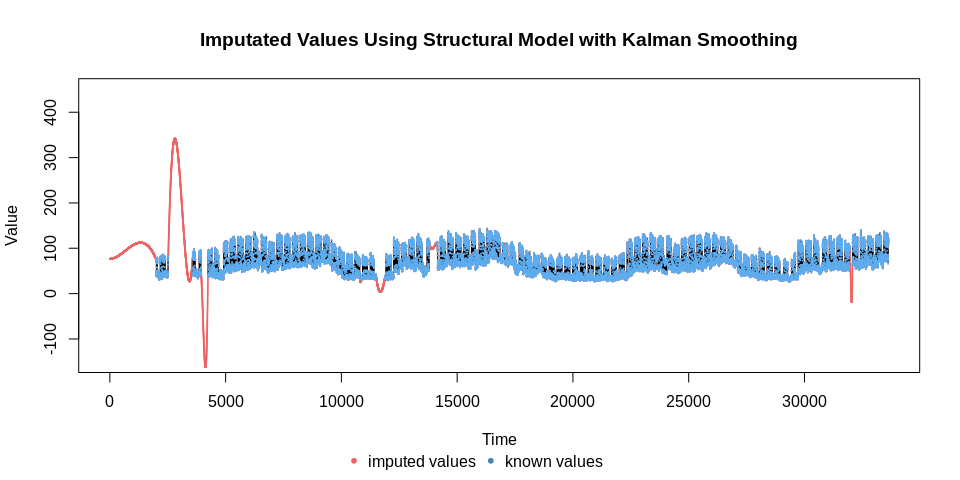 Imputated Values Using Structural Model with Kalman Smoothing
400
300
200
100
0
-100
Value
0 5000 10000 15000 20000 25000 30000
Time
imputed values known values